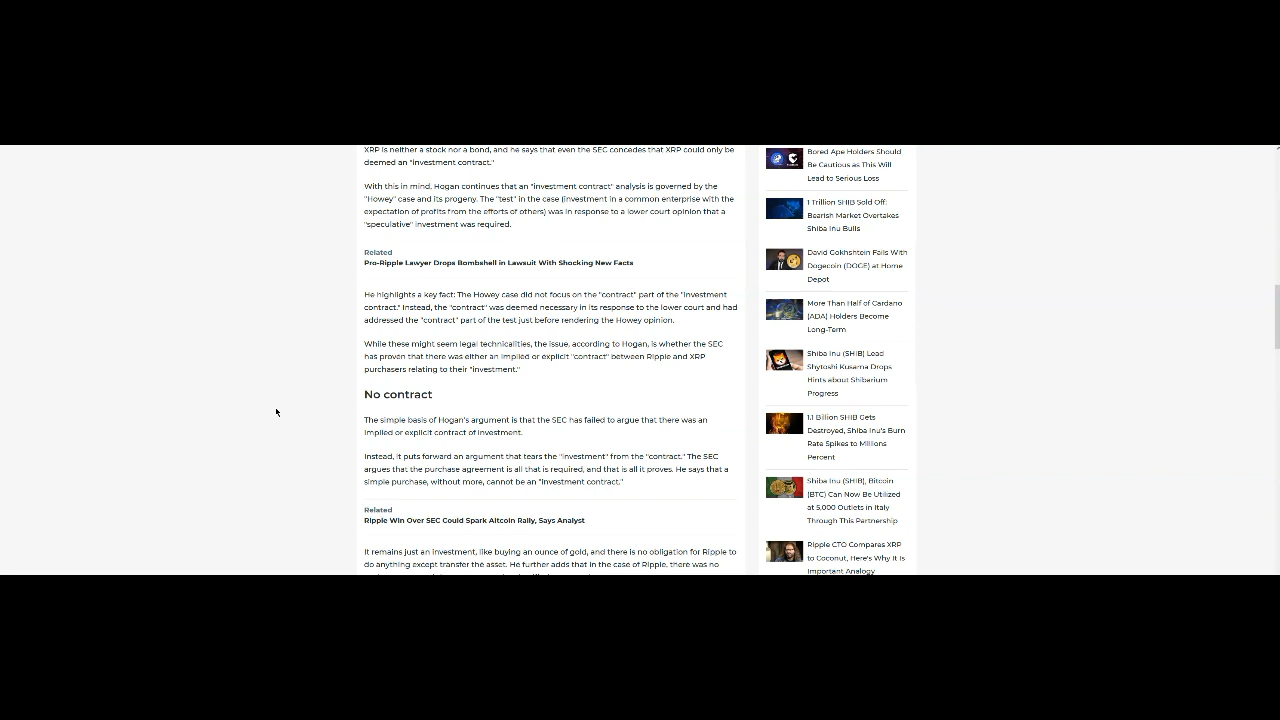 XRP is neither a stock nor a bond, and he says that even the SEC concedes that XRP could only be
deemed an "investment contract."
With this in mind, Hogan continues that an "investment contract" analysis is governed by the
"Howey" case and its progeny. The "test" in the case (investment in a common enterprise with the
expectation of profits from the efforts of others) was in response to a lower court opinion that a
"speculative" investment was required.
Related
Pro-Ripple Lawyer Drops Bombshell in Lawsuit With Shocking New Facts
He highlights a key fact: The Howey case did not focus on the "contract" part of the "investment
contract." Instead, the "contract" was deemed necessary in its response to the lower court and had
addressed the "contract" part of the test just before rendering the Howey opinion.
While these might seem legal technicalities, the issue, according to Hogan, is whether the SEC
has proven that there was either an implied or explicit "contract" between Ripple and XRP
purchasers relating to their "investment."
No contract
The simple basis of Hogan's argument is that the SEC has failed to argue that there was an
implied or explicit contract of investment.
Instead, it puts forward an argument that tears the "investment" from the "contract." The SEC
argues that the purchase agreement is all that is required, and that is all it proves. He says that a
simple purchase, without more, cannot be an "investment contract."
Related
Ripple Win Over SEC Could Spark Altcoin Rally, Says Analyst
It remains just an investment, like buying an ounce of gold, and there is no obligation for Ripple to
do anything except transfer the asset. He further adds that in the case of Ripple, there was no
Bored Ape Holders Should
Be Cautious as This Will
Lead to Serious Loss
1 Trillion SHIB Sold Off:
Bearish Market Overtakes
Shiba Inu Bulls
David Gokhshtein Falls With
Dogecoin (DOGE) at Home
Depot
More Than Half of Cardano
(ADA) Holders Become
Long-Term
Shiba Inu (SHIB) Lead
Shytoshi Kusama Drops
Hints about Shibarium
Progress
1.1 Billion SHIB Gets
Destroyed, Shiba Inu's Burn
Rate Spikes to Millions
Percent
Shiba Inu (SHIB), Bitcoin
(BTC) Can Now Be Utilized
at 5,000 Outlets in Italy
Through This Partnership
Ripple CTO Compares XRP
to Coconut, Here's Why It Is
Important Analogy